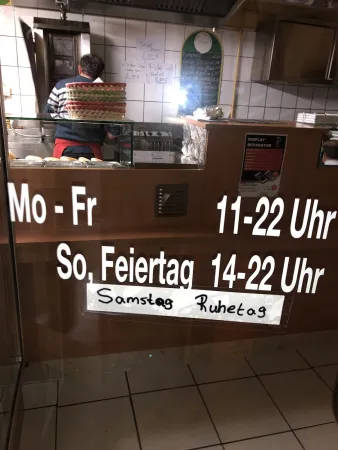 Mo - Fr 11-22 Uhr
So, Feiertag 14-22 Uhr
Samstag Ruhetag